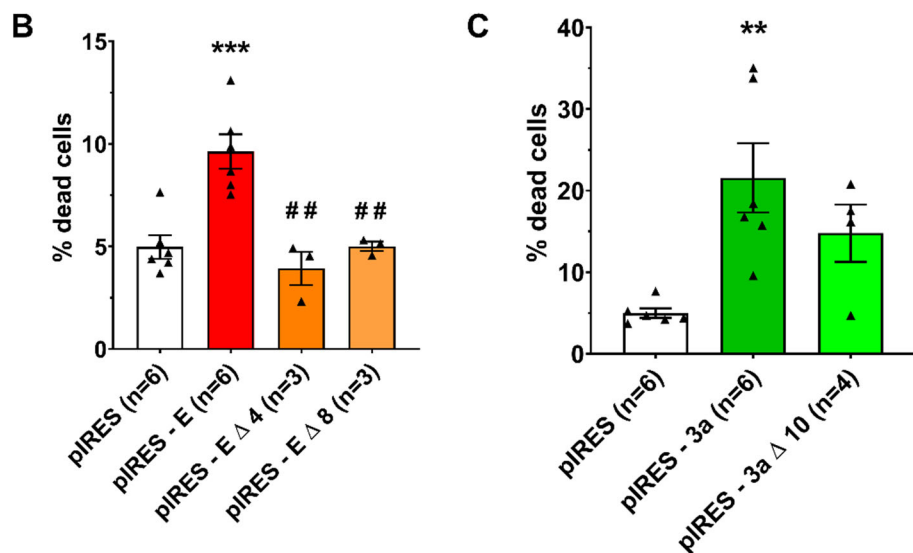 B
% dead cells
15
10
5
0
***
# #
# #
pIRES (n=6)
pIRES - E (n=6)
pIRES - E Δ 4 (n=3)
pIRES - E Δ 8 (n=3)
C
% dead cells
40
30
20
10
0
**
pIRES (n=6)
pIRES - 3a (n=6)
pIRES - 3a Δ 10 (n=4)